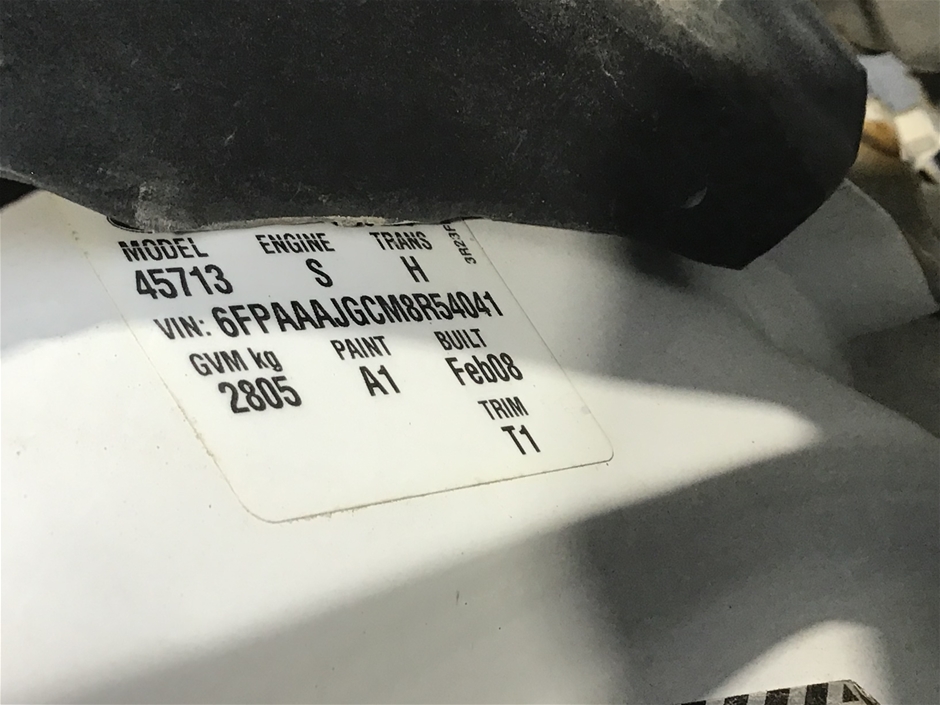 MODEL ENGINE TRANS
45713 S H
VIN: 6FPAAAJGCM8R54041
GVM kg PAINT BUILT
2805 A1 Feb08
TRIM
T1